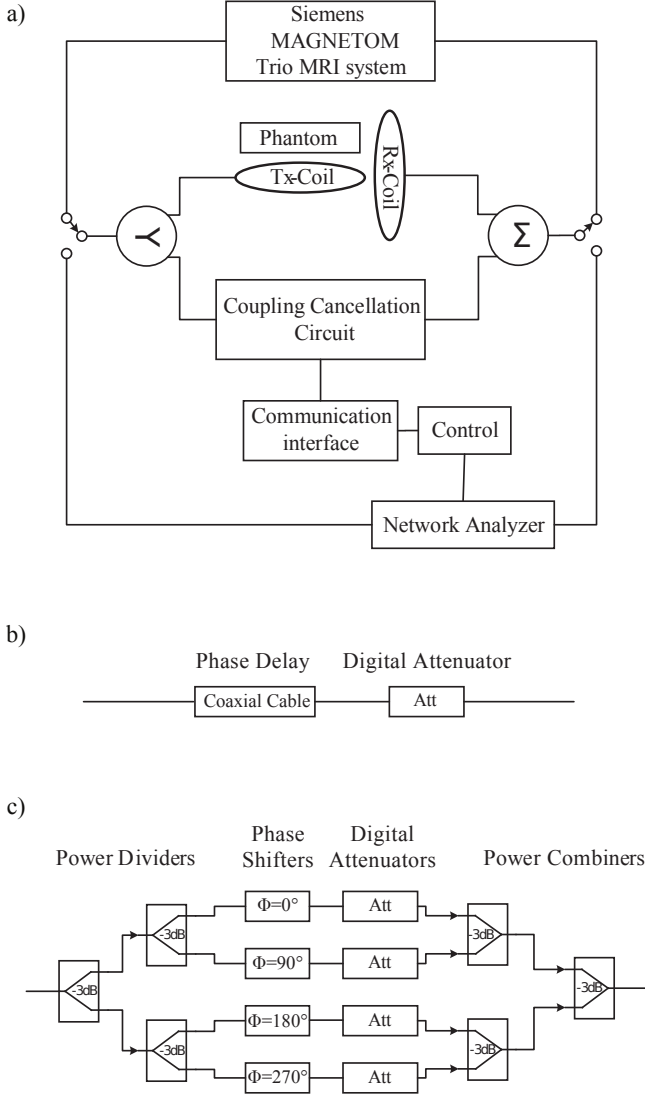 a)
Siemens
MAGNETOM
Trio MRI system
Phantom
Tx-Coil
Rx-Coil
Y
Σ
Coupling Cancellation
Circuit
Communication
interface
Control
Network Analyzer
b)
Phase Delay
Digital Attenuator
Coaxial Cable
Att
c)
Power Dividers
Phase
Shifters
Digital
Attenuators
Power Combiners
-3dB
-3dB
-3dB
Φ=0°
Att
Φ=90°
Att
Φ=180°
Att
Φ=270°
Att
-3dB
-3dB
-3dB